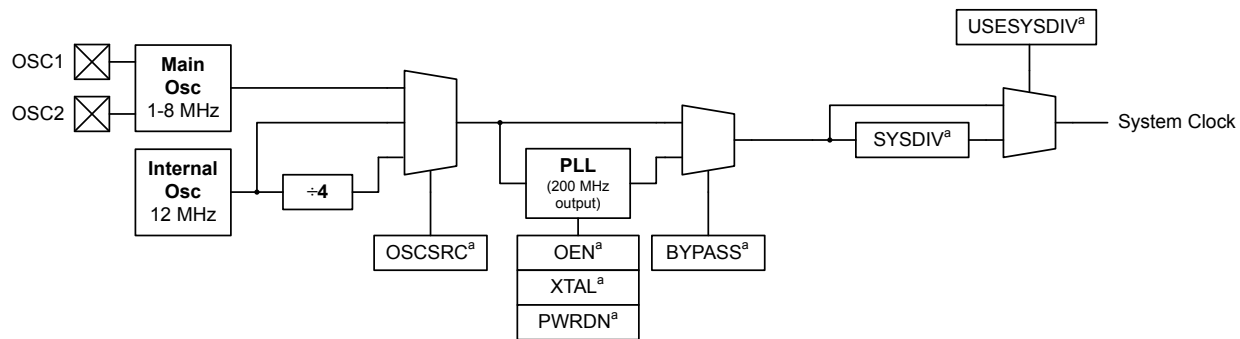 USESYSDIVᵃ
OSC1
OSC2
Main
Osc
1-8 MHz
System Clock
SYSDIVᵃ
Internal
Osc
12 MHz
÷4
PLL
(200 MHz
output)
OSCSRCᵃ
OENᵃ
XTALᵃ
PWRDNᵃ
BYPASSᵃ